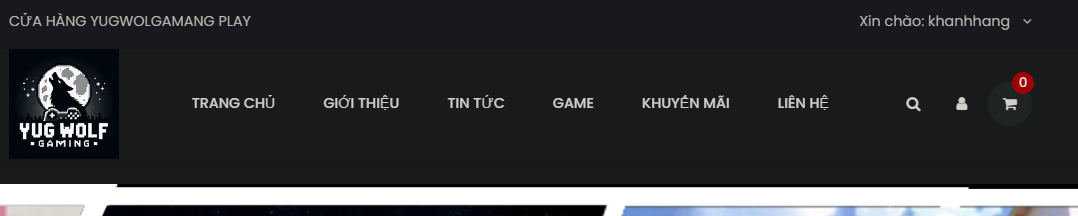 CỬA HÀNG YUGWOLGAMANG PLAY
Xin chào: khanhhang
YUG WOLF
GAMING
TRANG CHỦ GIỚI THIỆU TIN TỨC GAME KHUYẾN MÃI LIÊN HỆ
0